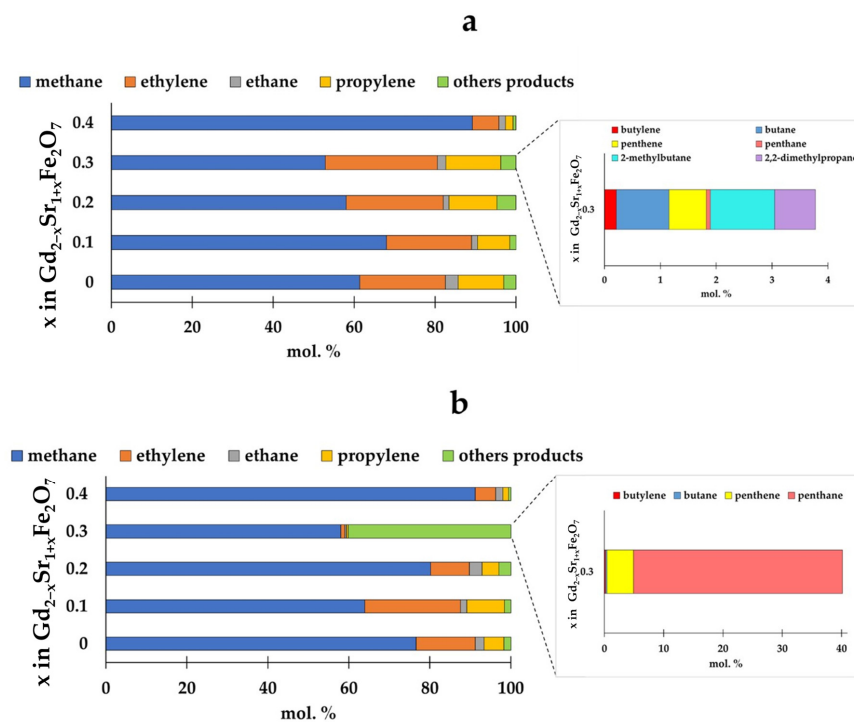 a
methane ethylene ethane propylene others products
x in Gd₂₋ₓSr₁₊ₓFe₂O₇
0.4
0.3
0.2
0.1
0
0 20 40 60 80 100
mol. %
butylene butane
penthene penthane
2-methylbutane 2,2-dimethylpropane
x in Gd₂₋ₓSr₁₊ₓFe₂O₇
0.3
0 1 2 3 4
mol. %
b
methane ethylene ethane propylene others products
x in Gd₂₋ₓSr₁₊ₓFe₂O₇
0.4
0.3
0.2
0.1
0
0 20 40 60 80 100
mol. %
butylene butane penthene penthane
x in Gd₂₋ₓSr₁₊ₓFe₂O₇
0.3
0 10 20 30 40
mol. %